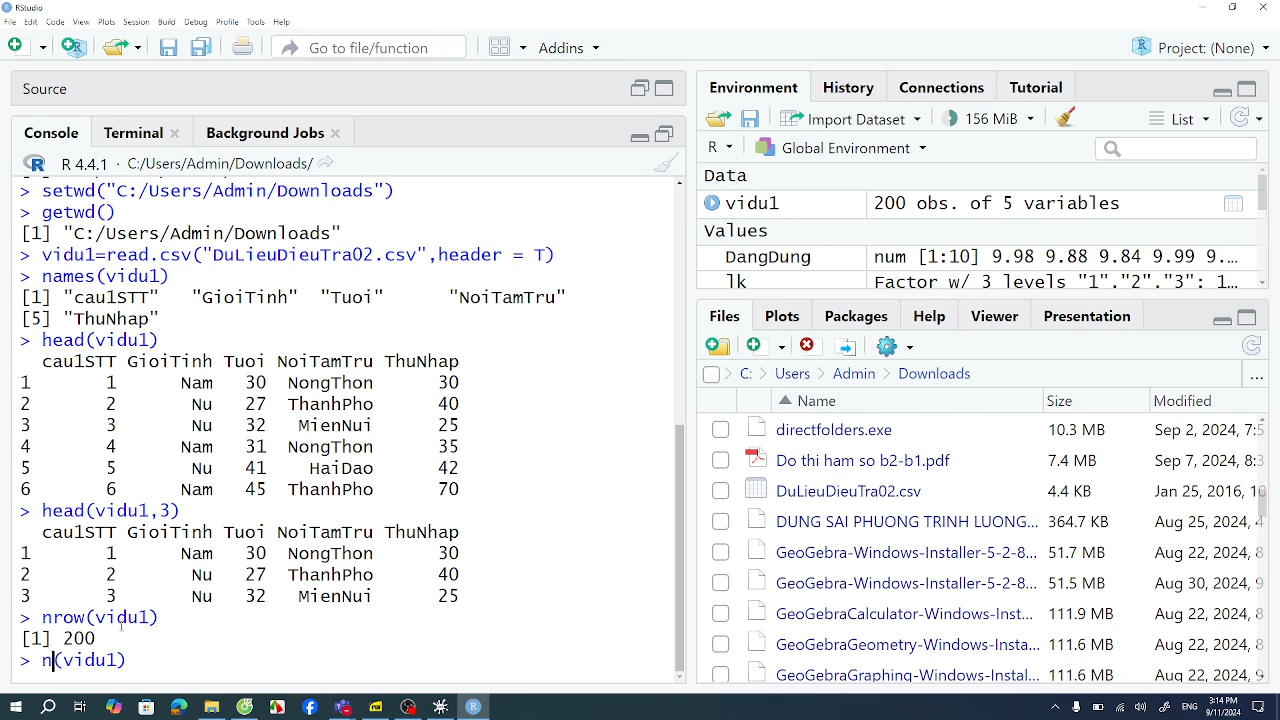 RStudio
File Edit Code View Plots Session Build Debug Profile Tools Help
Go to file/function Addins Project: (None)
Source
Console Terminal Background Jobs
R 4.4.1 · C:/Users/Admin/Downloads/
> setwd("C:/Users/Admin/Downloads")
> getwd()
[1] "C:/Users/Admin/Downloads"
> vidu1=read.csv("DuLieuDieuTra02.csv",header = T)
> names(vidu1)
[1] "cau1STT" "GioiTinh" "Tuoi" "NoiTamTru"
[5] "ThuNhap"
> head(vidu1)
cau1STT GioiTinh Tuoi NoiTamTru ThuNhap
1 1 Nam 30 NongThon 30
2 2 Nu 27 ThanhPho 40
3 3 Nu 32 MienNui 25
4 4 Nam 31 NongThon 35
5 5 Nu 41 HaiDao 42
6 6 Nam 45 ThanhPho 70
> head(vidu1,3)
cau1STT GioiTinh Tuoi NoiTamTru ThuNhap
1 1 Nam 30 NongThon 30
2 2 Nu 27 ThanhPho 40
3 3 Nu 32 MienNui 25
> nrow(vidu1)
[1] 200
> n(vidu1)
Environment History Connections Tutorial
Import Dataset 156 MiB List
R Global Environment
Data
vidu1 200 obs. of 5 variables
Values
DangDung num [1:10] 9.98 9.88 9.84 9.99 9...
lk Factor w/ 3 levels "1","2","3": 1...
Files Plots Packages Help Viewer Presentation
C: > Users > Admin > Downloads ...
Name Size Modified
directfolders.exe 10.3 MB Sep 2, 2024, 7:5
Do thi ham so b2-b1.pdf 7.4 MB Sep 7, 2024, 8:3
DuLieuDieuTra02.csv 4.4 KB Jan 25, 2016, 10
DUNG SAI PHUONG TRINH LUONG... 364.7 KB Aug 25, 2024, 4
GeoGebra-Windows-Installer-5-2-8... 51.7 MB Aug 22, 2024, 8
GeoGebra-Windows-Installer-5-2-8... 51.5 MB Aug 30, 2024, 9
GeoGebraCalculator-Windows-Inst... 111.9 MB Sep 22, 2024, 8
GeoGebraGeometry-Windows-Insta... 111.6 MB Aug 22, 2024, 8
GeoGebraGraphing-Windows-Instal... 111.6 MB Aug 22, 2024, 9
ENG 3:14 PM
9/11/2024